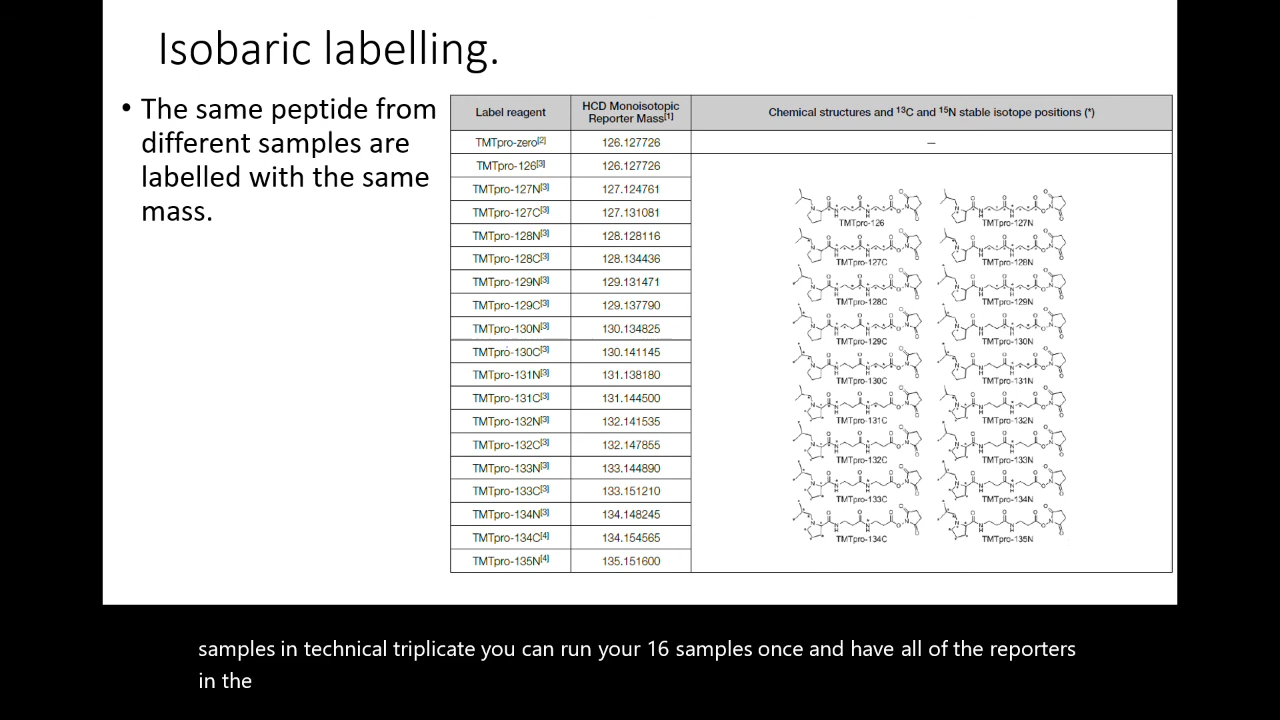 Isobaric labelling.
• The same peptide from
different samples are
labelled with the same
mass.
Label reagent HCD Monoisotopic Reporter Mass[1] Chemical structures and 13C and 15N stable isotope positions (*)
TMTpro-zero[2] 126.127726 –
TMTpro-126[3] 126.127726
TMTpro-127N[3] 127.124761
TMTpro-127C[3] 127.131081
TMTpro-128N[3] 128.128116
TMTpro-128C[3] 128.134436
TMTpro-129N[3] 129.131471
TMTpro-129C[3] 129.137790
TMTpro-130N[3] 130.134825
TMTpro-130C[3] 130.141145
TMTpro-131N[3] 131.138180
TMTpro-131C[3] 131.144500
TMTpro-132N[3] 132.141535
TMTpro-132C[3] 132.147855
TMTpro-133N[3] 133.144890
TMTpro-133C[3] 133.151210
TMTpro-134N[3] 134.148245
TMTpro-134C[4] 134.154565
TMTpro-135N[4] 135.151600
TMTpro-126 TMTpro-127N
TMTpro-127C TMTpro-128N
TMTpro-128C TMTpro-129N
TMTpro-129C TMTpro-130N
TMTpro-130C TMTpro-131N
TMTpro-131C TMTpro-132N
TMTpro-132C TMTpro-133N
TMTpro-133C TMTpro-134N
TMTpro-134C TMTpro-135N
samples in technical triplicate you can run your 16 samples once and have all of the reporters
in the